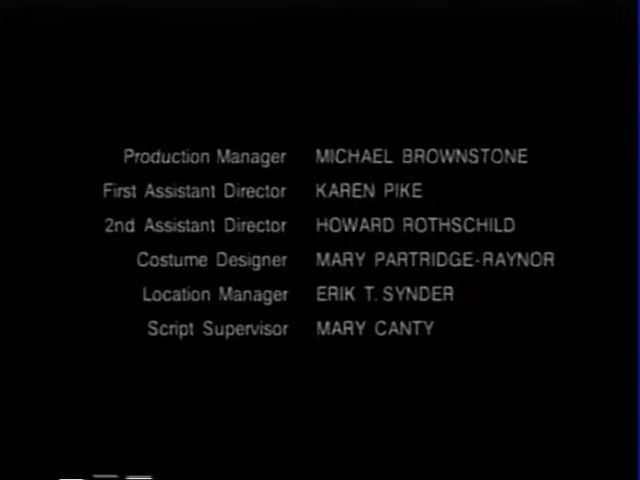 Production Manager MICHAEL BROWNSTONE
First Assistant Director KAREN PIKE
2nd Assistant Director HOWARD ROTHSCHILD
Costume Designer MARY PARTRIDGE-RAYNOR
Location Manager ERIK T. SYNDER
Script Supervisor MARY CANTY